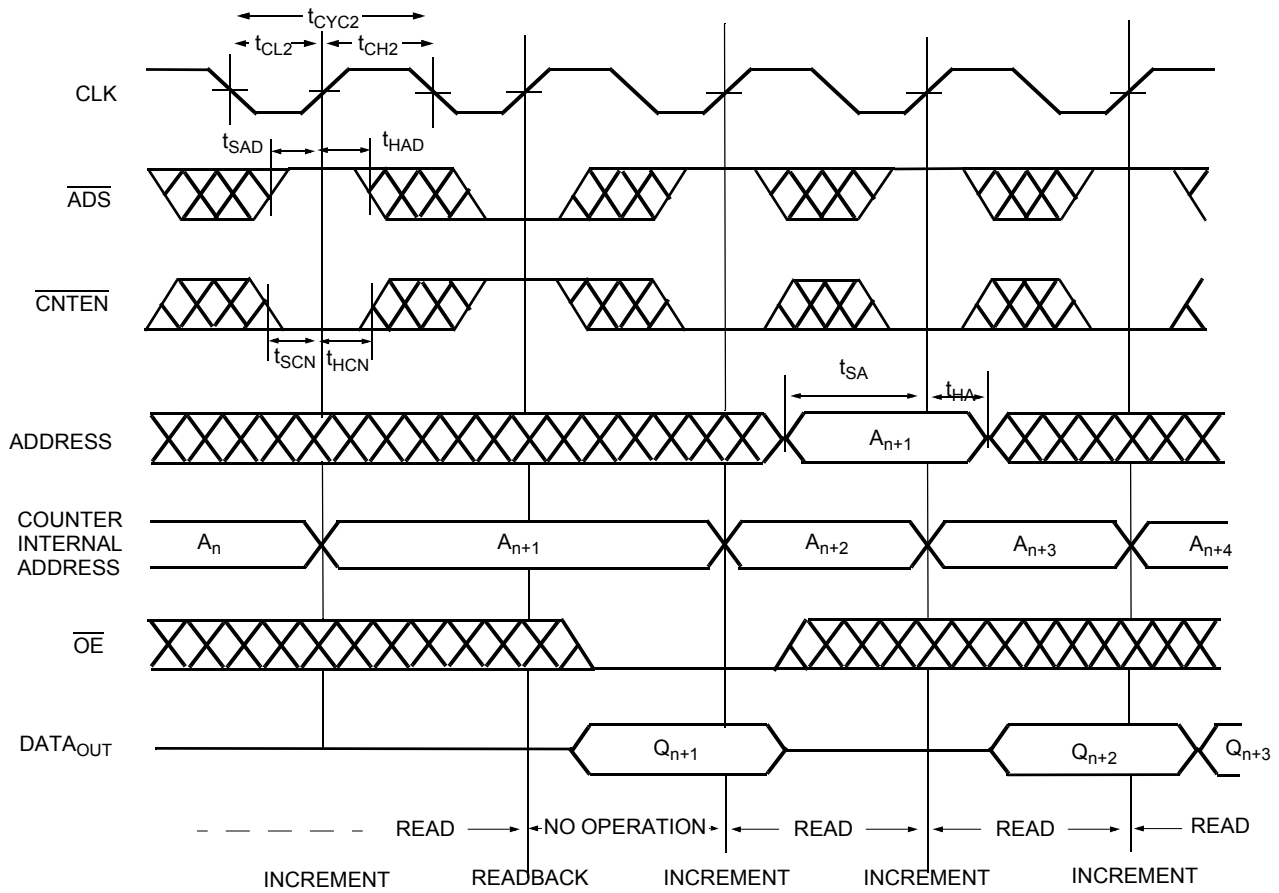 tCYC2
tCL2
tCH2
CLK
tSAD
tHAD
ADS
CNTEN
tSCN
tHCN
tSA
tHA
ADDRESS
An+1
COUNTER
INTERNAL
ADDRESS
An
An+1
An+2
An+3
An+4
OE
DATAOUT
Qn+1
Qn+2
Qn+3
READ
NO OPERATION
READ
READ
READ
INCREMENT
READBACK
INCREMENT
INCREMENT
INCREMENT